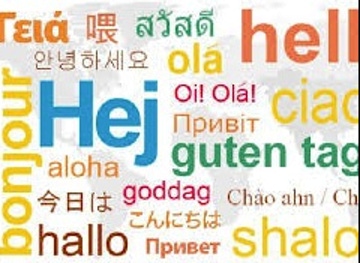 Γειά 喂 สวัสดี hell
안녕하세요 olá
bonjour Hej Oi! Olá! ciao
Привіт
aloha guten tag
今日は goddag Chào ahn / Ch
こんにちは
hallo Привет shalo